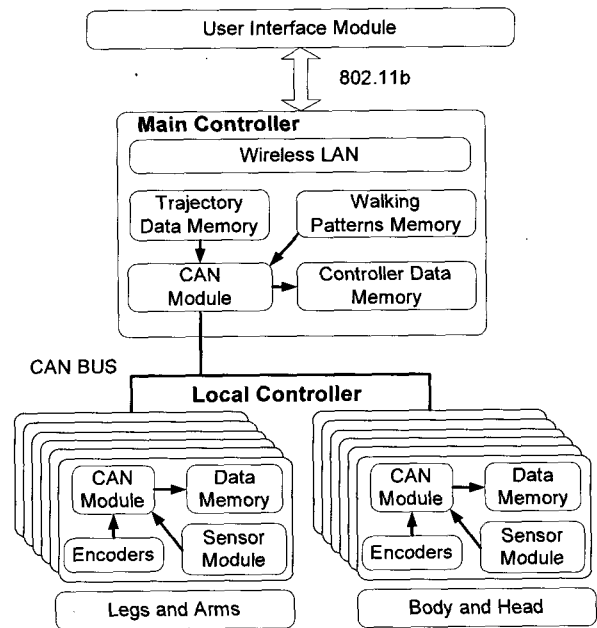 User Interface Module
802.11b
Main Controller
Wireless LAN
Trajectory
Data Memory
Walking
Patterns Memory
CAN
Module
Controller Data
Memory
CAN BUS
Local Controller
CAN
Module
Data
Memory
Encoders
Sensor
Module
Legs and Arms
CAN
Module
Data
Memory
Encoders
Sensor
Module
Body and Head